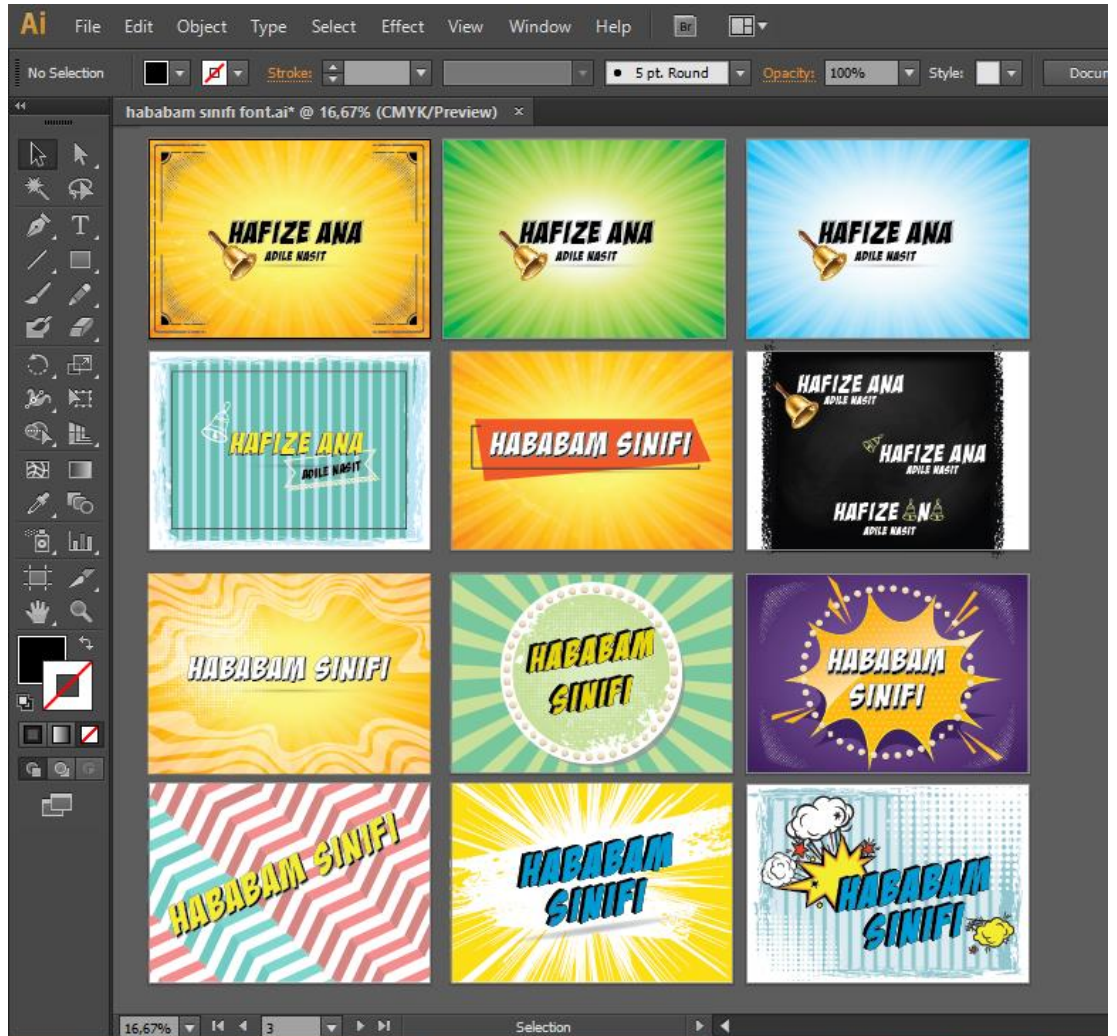 Ai File Edit Object Type Select Effect View Window Help Br
No Selection Stroke: 5 pt. Round Opacity: 100% Style: Docum
hababam sınıfı font.ai* @ 16,67% (CMYK/Preview) ×
HAFIZE ANA
ADILE NASIT
HAFIZE ANA
ADILE NASIT
HAFIZE ANA
ADILE NASIT
HAFIZE ANA
ADILE NASIT
HABABAM SINIFI
HAFIZE ANA
ADILE NASIT
HAFIZE ANA
ADILE NASIT
HAFIZE ANA
ADILE NASIT
HABABAM SINIFI
HABABAM
SINIFI
HABABAM
SINIFI
HABABAM SINIFI
HABABAM
SINIFI
HABABAM
SINIFI
16,67% 3 Selection